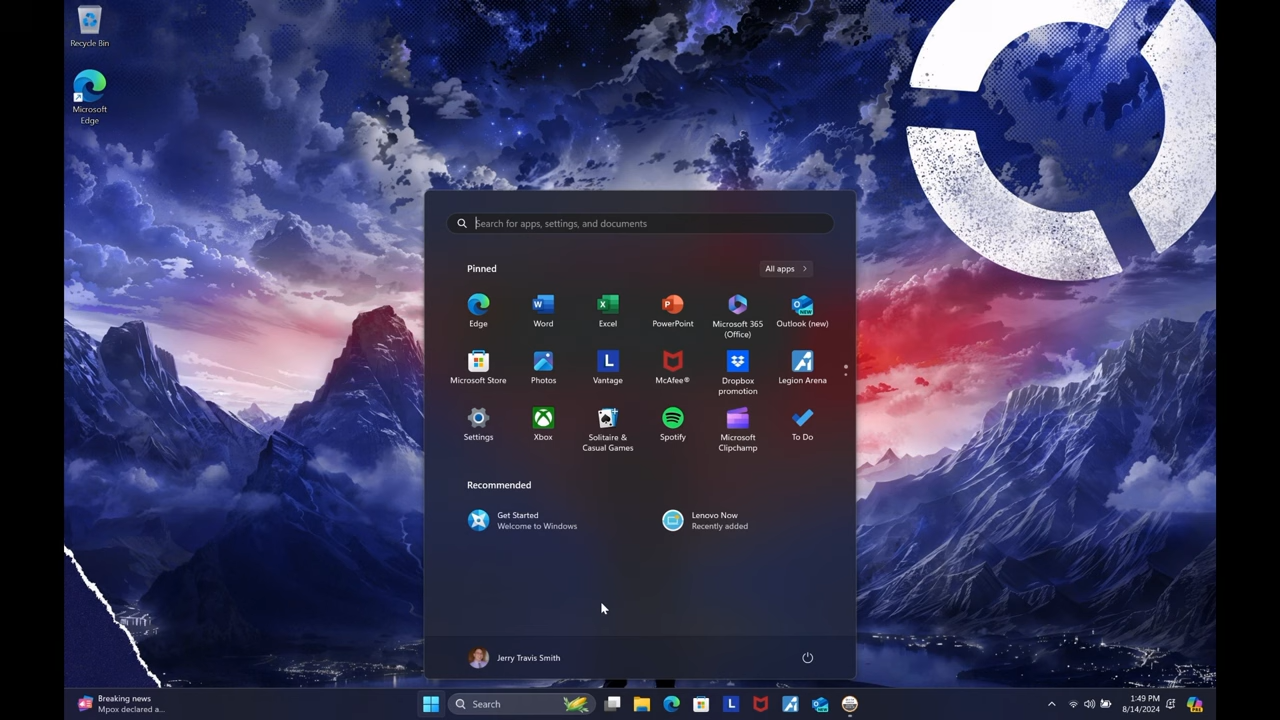 Recycle Bin
Microsoft
Edge
Search for apps, settings, and documents
Pinned
All apps
Edge
Word
Excel
PowerPoint
Microsoft 365
(Office)
Outlook (new)
Microsoft Store
Photos
Vantage
McAfee®
Dropbox
promotion
Legion Arena
Settings
Xbox
Solitaire &
Casual Games
Spotify
Microsoft
Clipchamp
To Do
Recommended
Get Started
Welcome to Windows
Lenovo Now
Recently added
Jerry Travis Smith
Breaking news
Mpox declared a...
Search
1:49 PM
8/14/2024